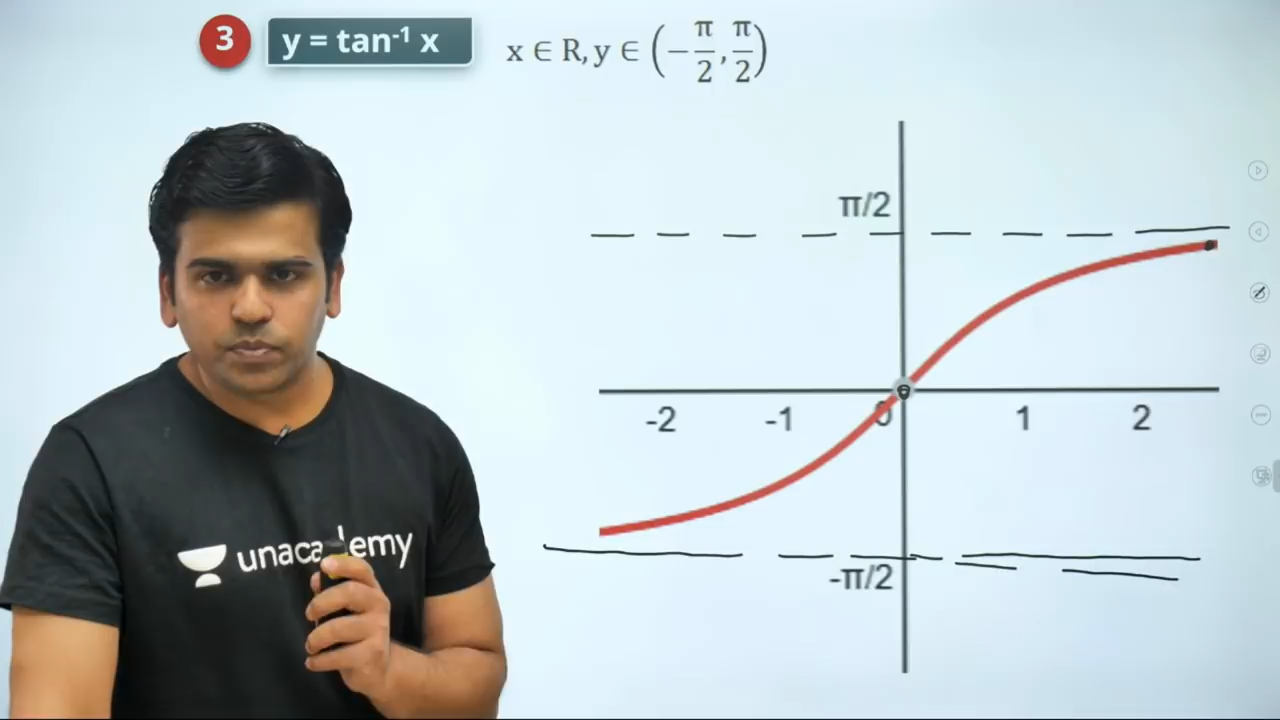 3 y = tan⁻¹ x x ∈ R, y ∈ (−π/2, π/2)
π/2
-2 -1 0 1 2
unacademy
-π/2